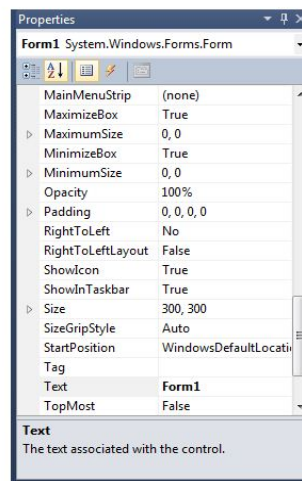 Properties
Form1 System.Windows.Forms.Form
MainMenuStrip (none)
MaximizeBox True
MaximumSize 0, 0
MinimizeBox True
MinimumSize 0, 0
Opacity 100%
Padding 0, 0, 0, 0
RightToLeft No
RightToLeftLayout False
ShowIcon True
ShowInTaskbar True
Size 300, 300
SizeGripStyle Auto
StartPosition WindowsDefaultLocati
Tag
Text Form1
TopMost False
Text
The text associated with the control.